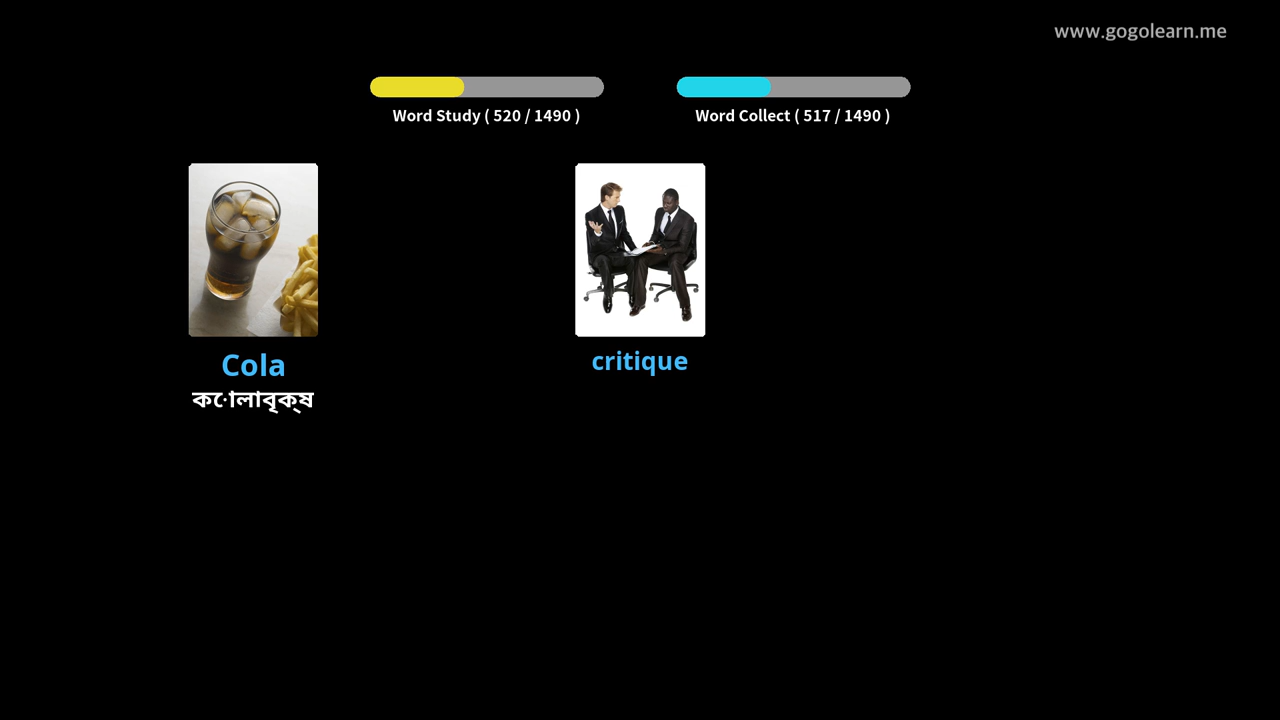 www.gogolearn.me
Word Study ( 520 / 1490 )
Word Collect ( 517 / 1490 )
Cola
কোলাবৃক্ষ
critique